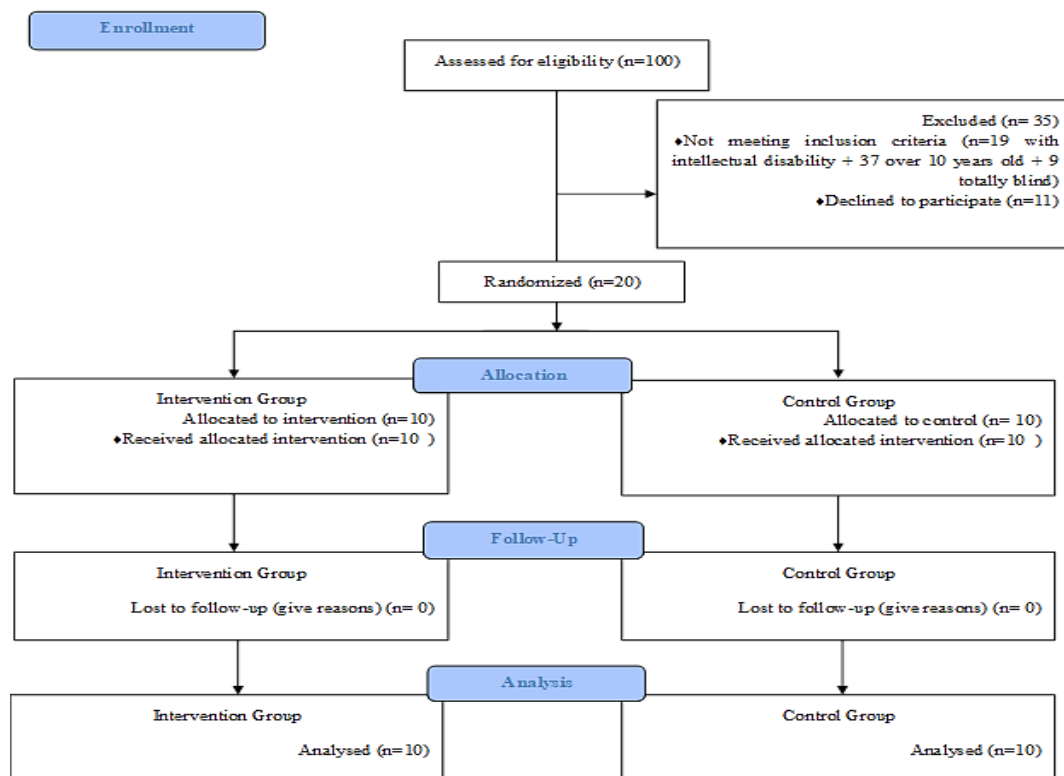 Enrollment
Assessed for eligibility (n=100)
Excluded (n= 35)
♦Not meeting inclusion criteria (n=19 with
intellectual disability + 37 over 10 years old + 9
totally blind)
♦Declined to participate (n=11)
Randomized (n=20)
Allocation
Intervention Group
Allocated to intervention (n=10)
♦Received allocated intervention (n=10 )
Control Group
Allocated to control (n= 10)
♦Received allocated intervention (n=10 )
Follow-Up
Intervention Group
Lost to follow-up (give reasons) (n= 0)
Control Group
Lost to follow-up (give reasons) (n= 0)
Analysis
Intervention Group
Analysed (n=10)
Control Group
Analysed (n=10)